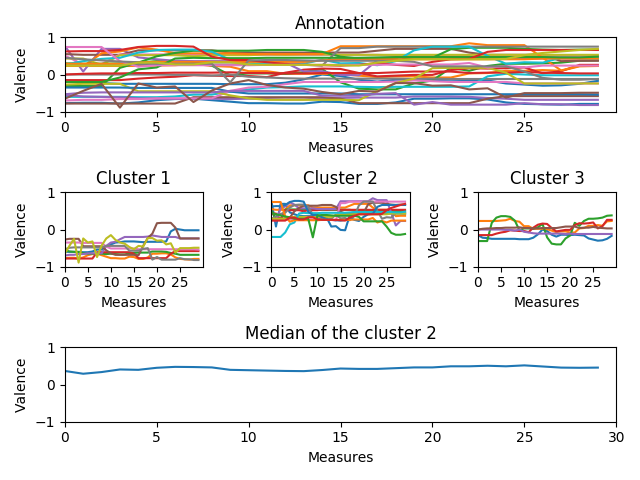 Annotation
Valence
1
0
−1
0 5 10 15 20 25
Measures
Cluster 1
Valence
1
0
−1
0 5 10 15 20 25
Measures
Cluster 2
Valence
1
0
−1
0 5 10 15 20 25
Measures
Cluster 3
Valence
1
0
−1
0 5 10 15 20 25
Measures
Median of the cluster 2
Valence
1
0
−1
0 5 10 15 20 25 30
Measures